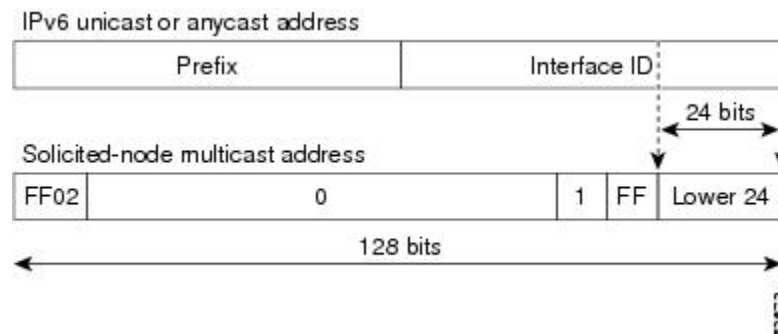 IPv6 unicast or anycast address
Prefix Interface ID
24 bits
Solicited-node multicast address
FF02 0 1 FF Lower 24
128 bits